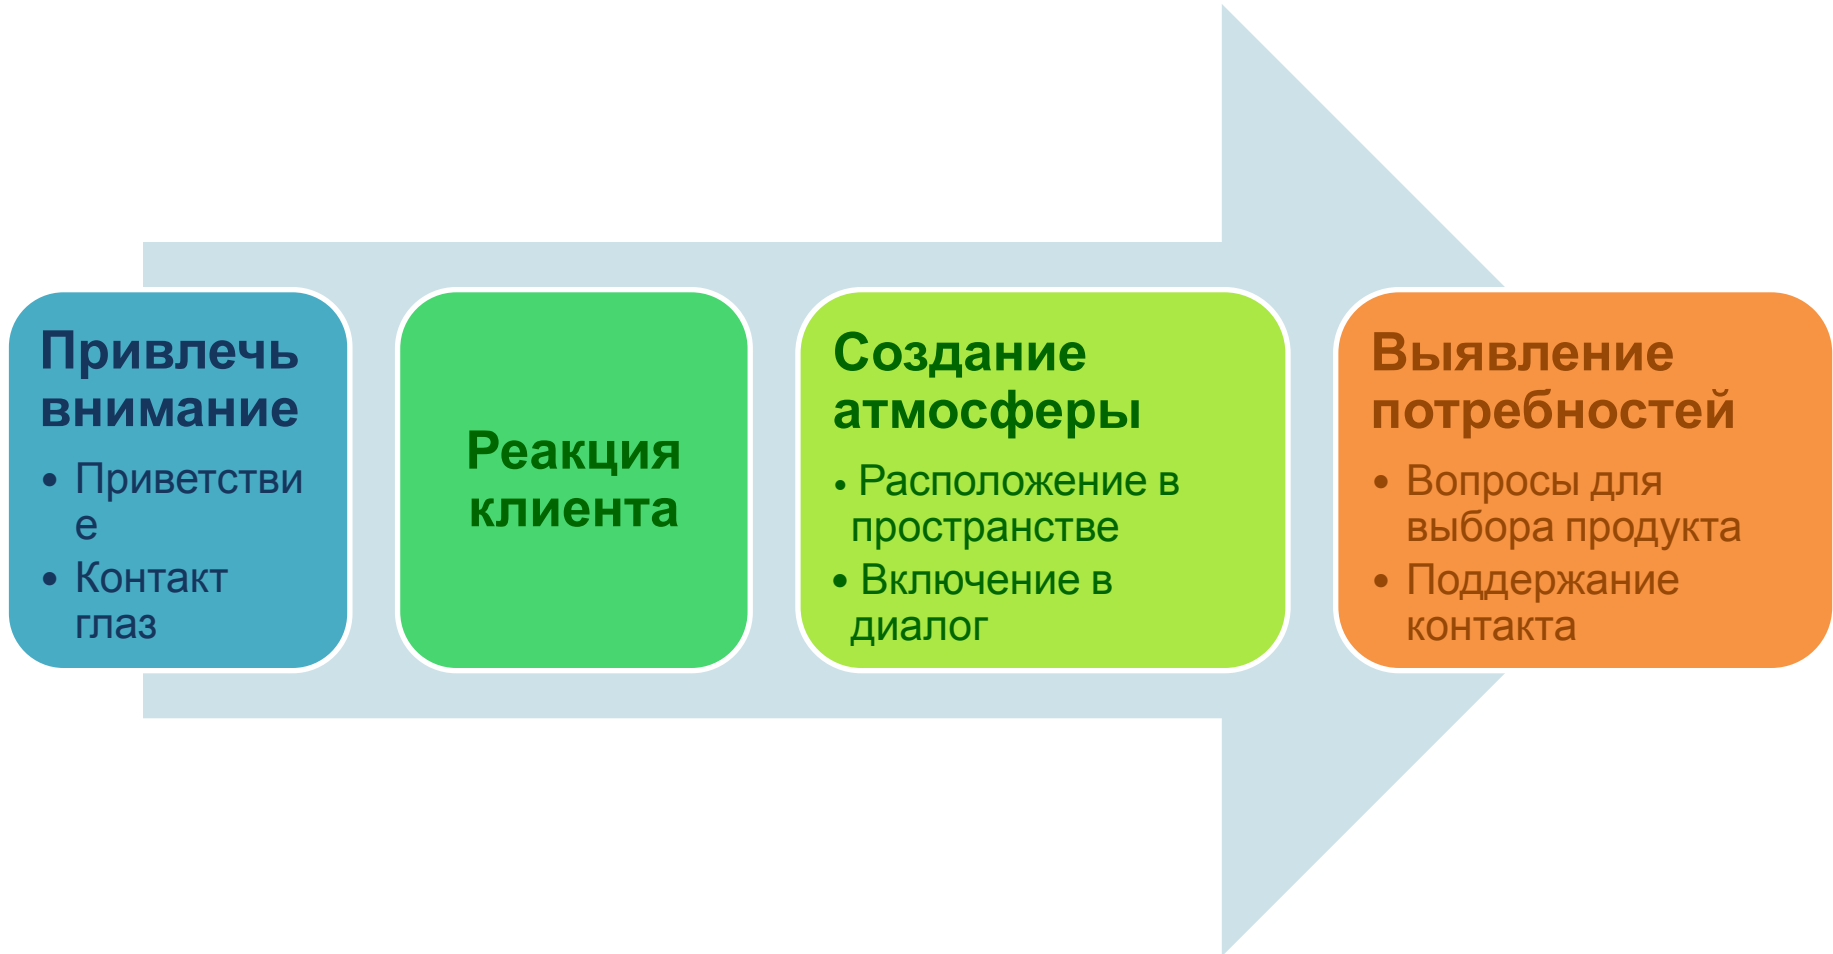 Привлечь
внимание
• Приветстви
е
• Контакт
глаз
Реакция
клиента
Создание
атмосферы
• Расположение в
пространстве
• Включение в
диалог
Выявление
потребностей
• Вопросы для
выбора продукта
• Поддержание
контакта